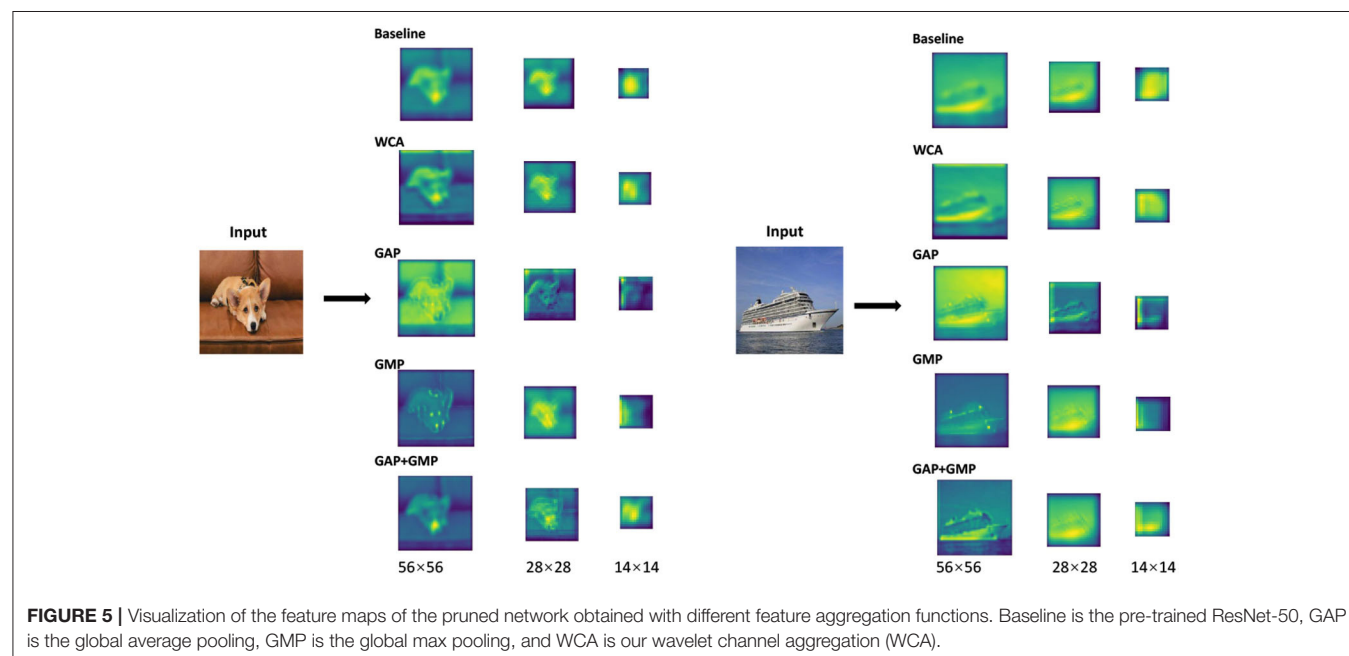 Baseline
WCA
Input
GAP
GMP
GAP+GMP
56×56 28×28 14×14
Baseline
WCA
Input
GAP
GMP
GAP+GMP
56×56 28×28 14×14
FIGURE 5 | Visualization of the feature maps of the pruned network obtained with different feature aggregation functions. Baseline is the pre-trained ResNet-50, GAP
is the global average pooling, GMP is the global max pooling, and WCA is our wavelet channel aggregation (WCA).